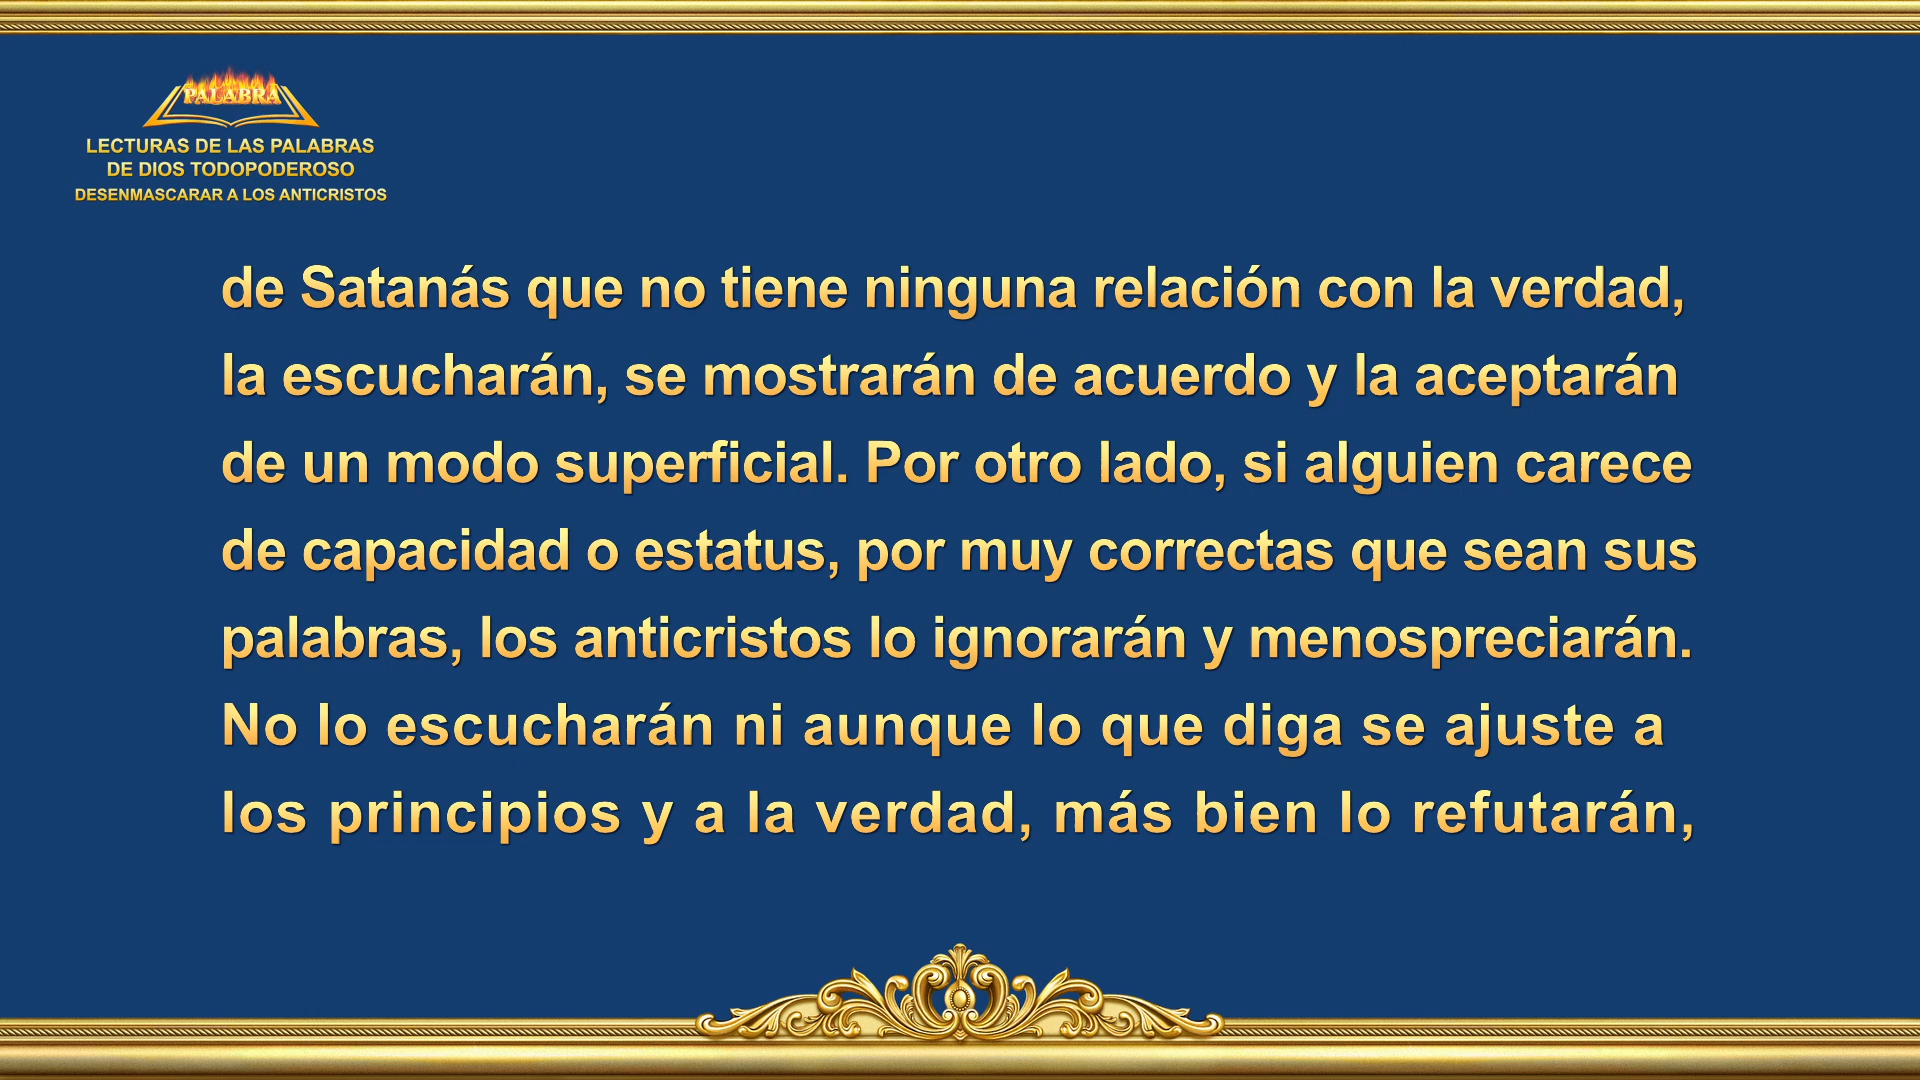 PALABRA
LECTURAS DE LAS PALABRAS
DE DIOS TODOPODEROSO
DESENMASCARAR A LOS ANTICRISTOS
de Satanás que no tiene ninguna relación con la verdad,
la escucharán, se mostrarán de acuerdo y la aceptarán
de un modo superficial. Por otro lado, si alguien carece
de capacidad o estatus, por muy correctas que sean sus
palabras, los anticristos lo ignorarán y menospreciarán.
No lo escucharán ni aunque lo que diga se ajuste a
los principios y a la verdad, más bien lo refutarán,